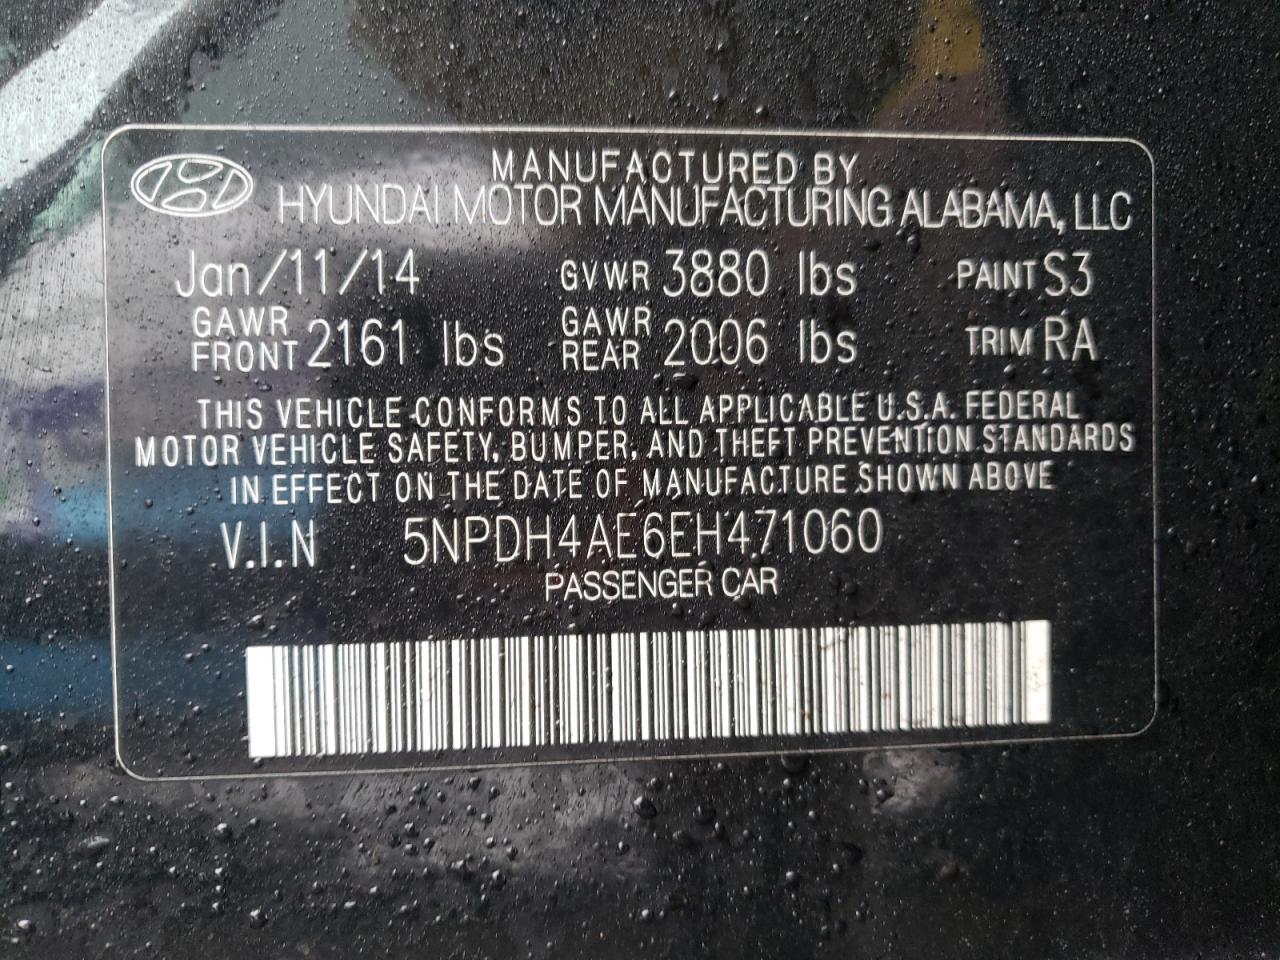 MANUFACTURED BY
HYUNDAI MOTOR MANUFACTURING ALABAMA, LLC
Jan/11/14 GVWR 3880 lbs PAINT S3
GAWR FRONT 2161 lbs GAWR REAR 2006 lbs TRIM RA
THIS VEHICLE CONFORMS TO ALL APPLICABLE U.S.A. FEDERAL
MOTOR VEHICLE SAFETY, BUMPER, AND THEFT PREVENTION STANDARDS
IN EFFECT ON THE DATE OF MANUFACTURE SHOWN ABOVE
V.I.N 5NPDH4AE6EH471060
PASSENGER CAR